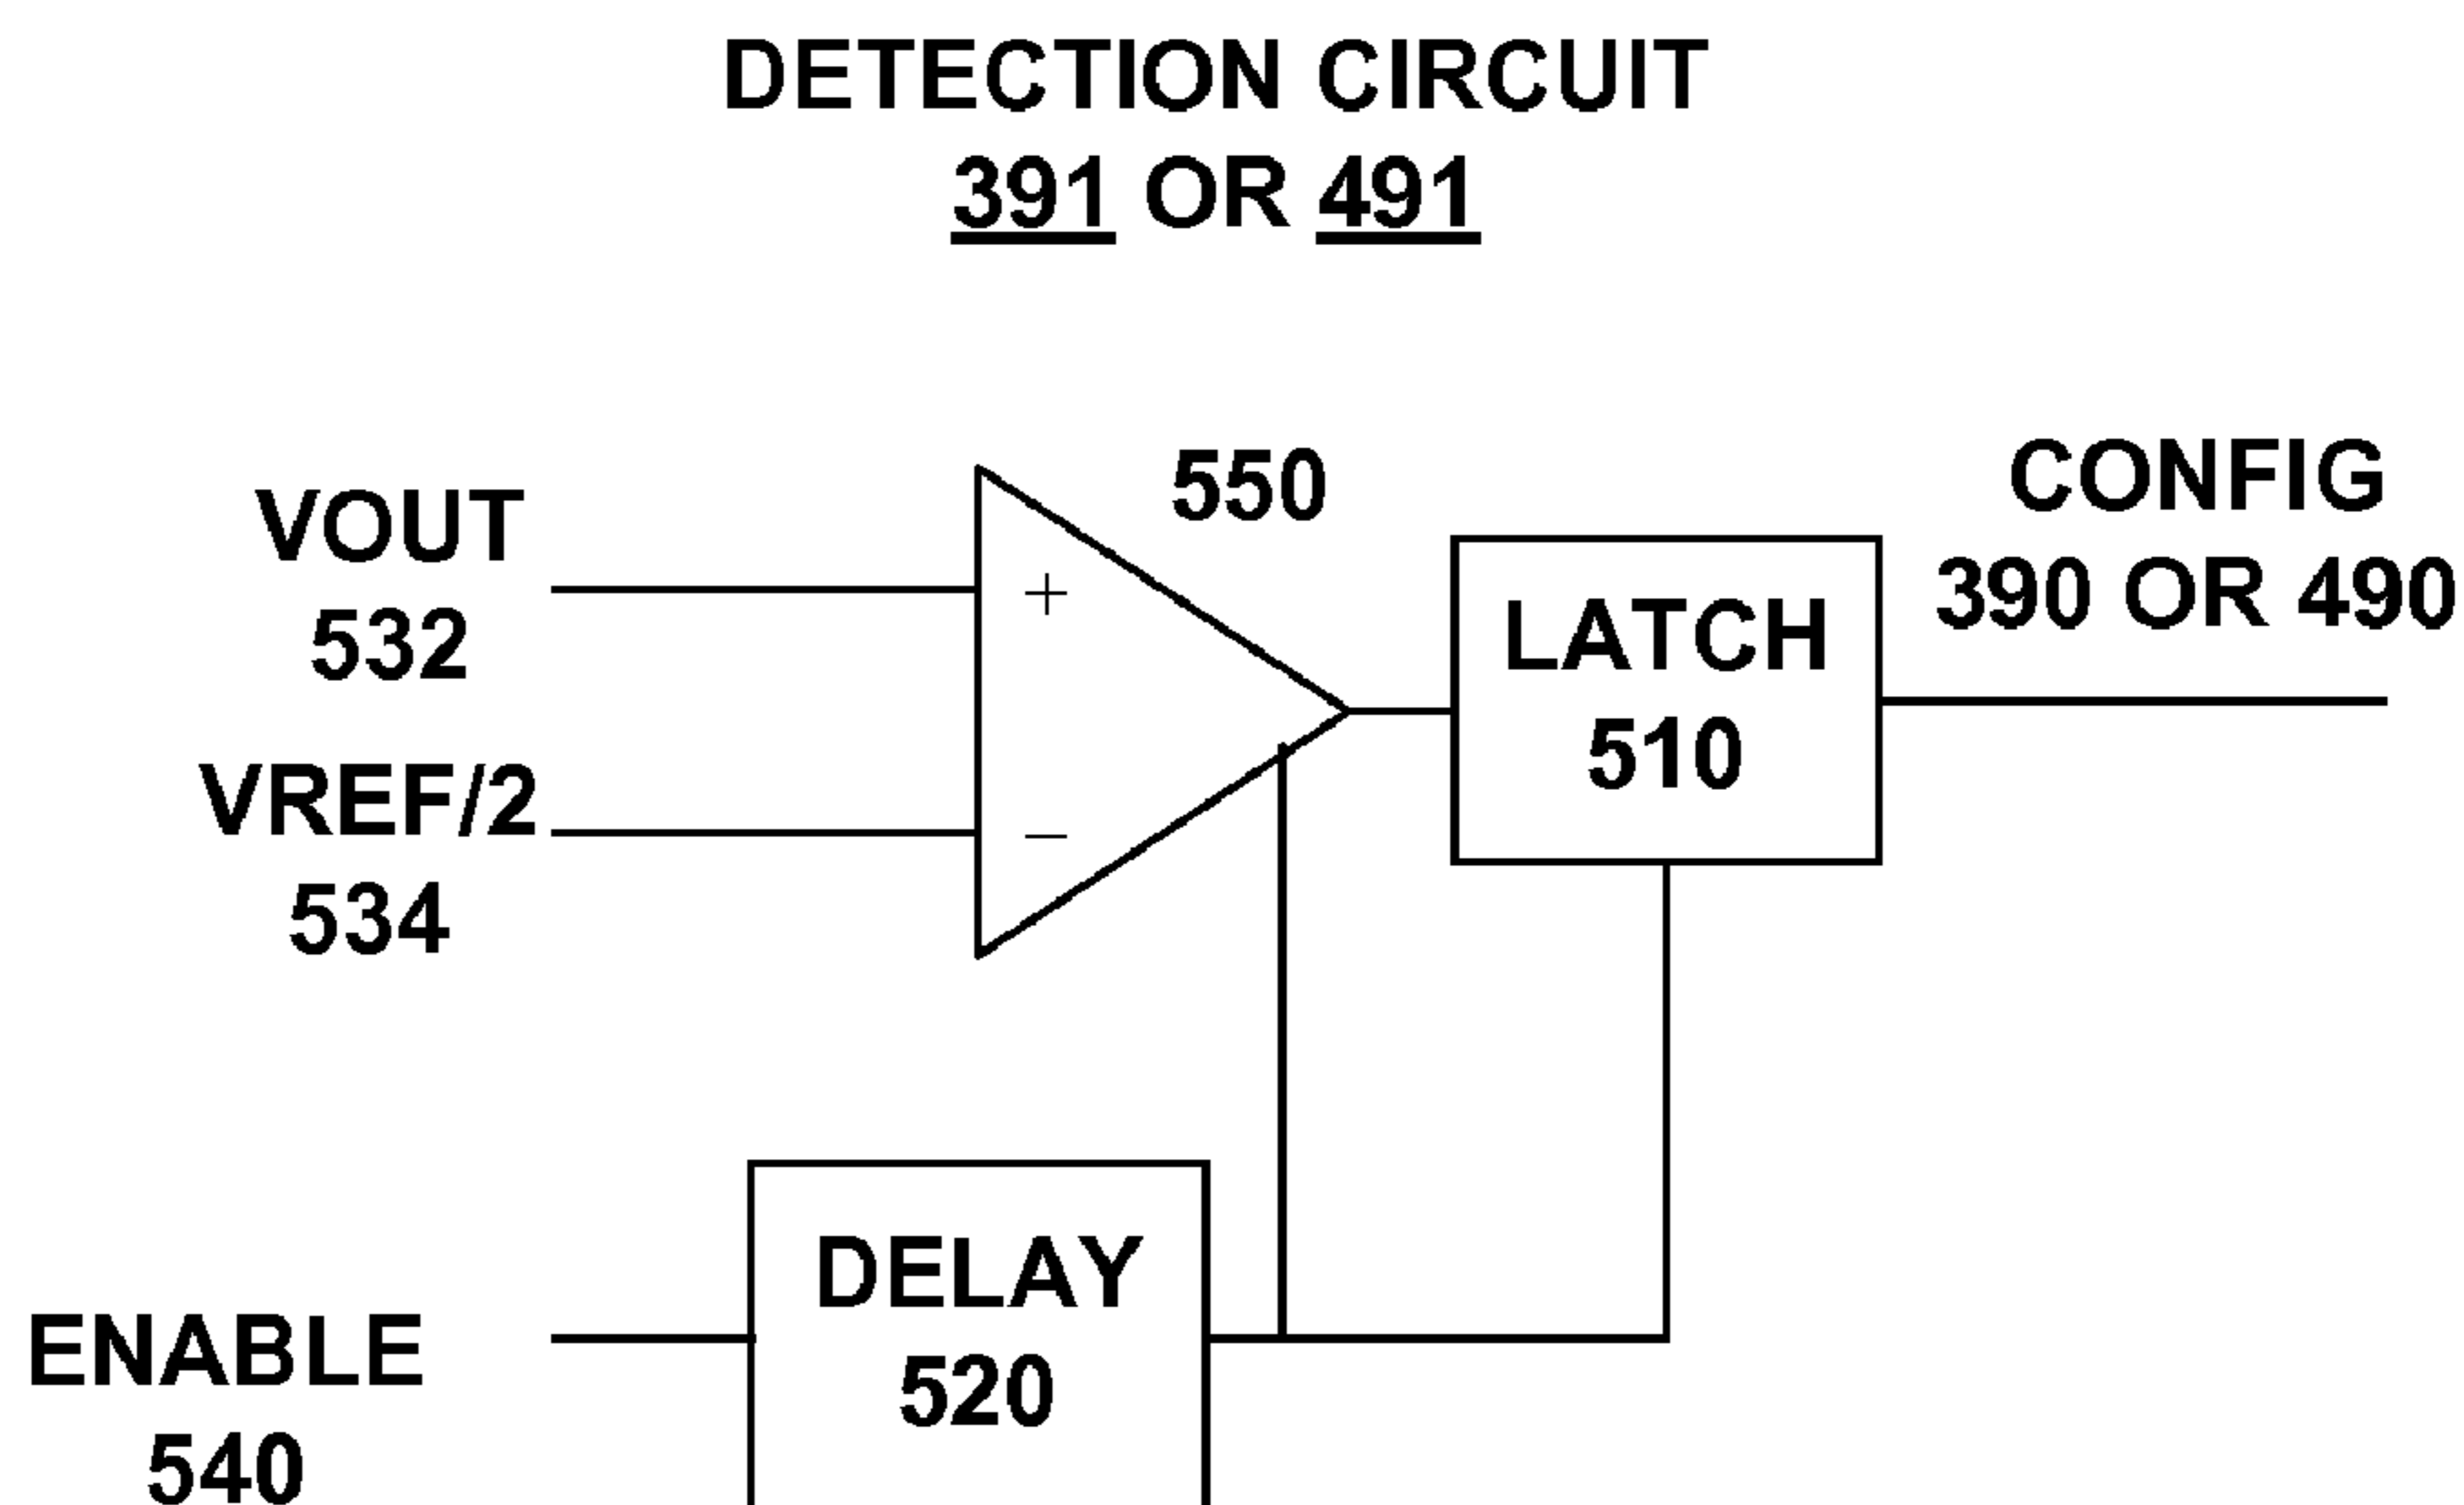 DETECTION CIRCUIT
391 OR 491
550
VOUT
532
+
CONFIG
390 OR 490
LATCH
510
VREF/2
534
−
DELAY
520
ENABLE
540